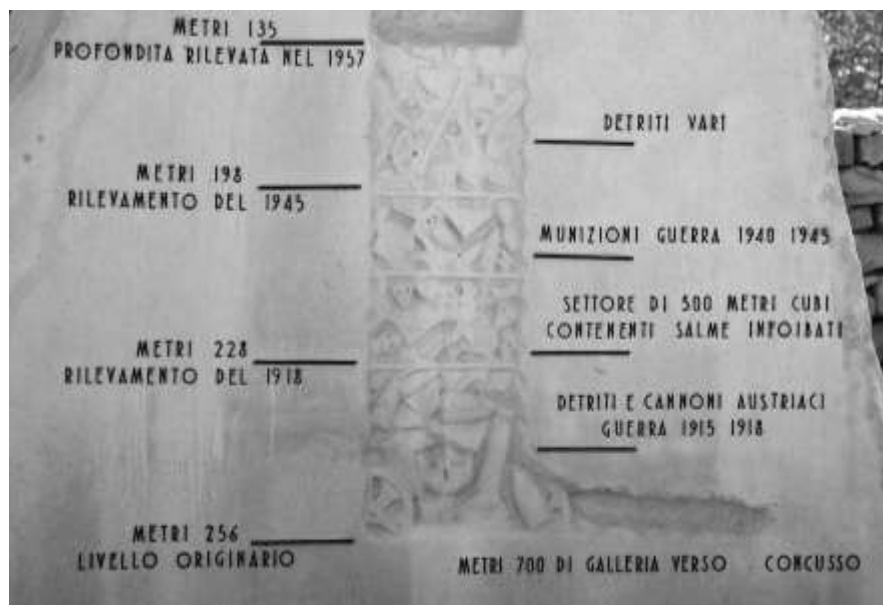 METRI 135
PROFONDITA RILEVATA NEL 1957
DETRITI VARI
METRI 198
RILEVAMENTO DEL 1945
MUNIZIONI GUERRA 1940 1945
SETTORE DI 500 METRI CUBI
CONTENENTI SALME INFOIBATI
METRI 228
RILEVAMENTO DEL 1918
DETRITI E CANNONI AUSTRIACI
GUERRA 1915 1918
METRI 256
LIVELLO ORIGINARIO
METRI 700 DI GALLERIA VERSO CONCUSSO